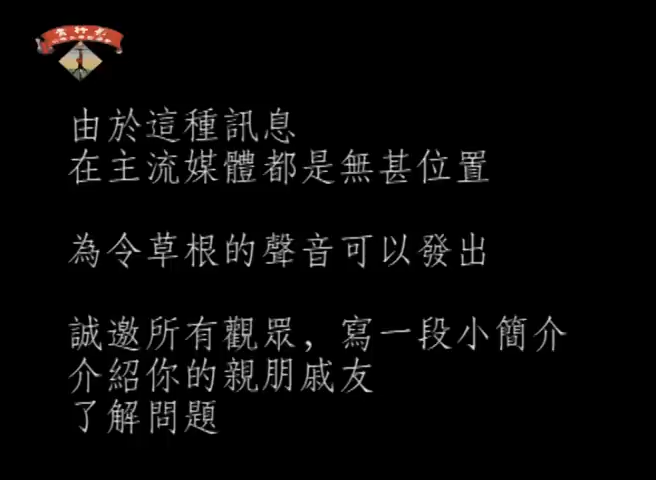 由於這種訊息
在主流媒體都是無甚位置
為令草根的聲音可以發出
誠邀所有觀眾，寫一段小簡介
介紹你的親朋戚友
了解問題